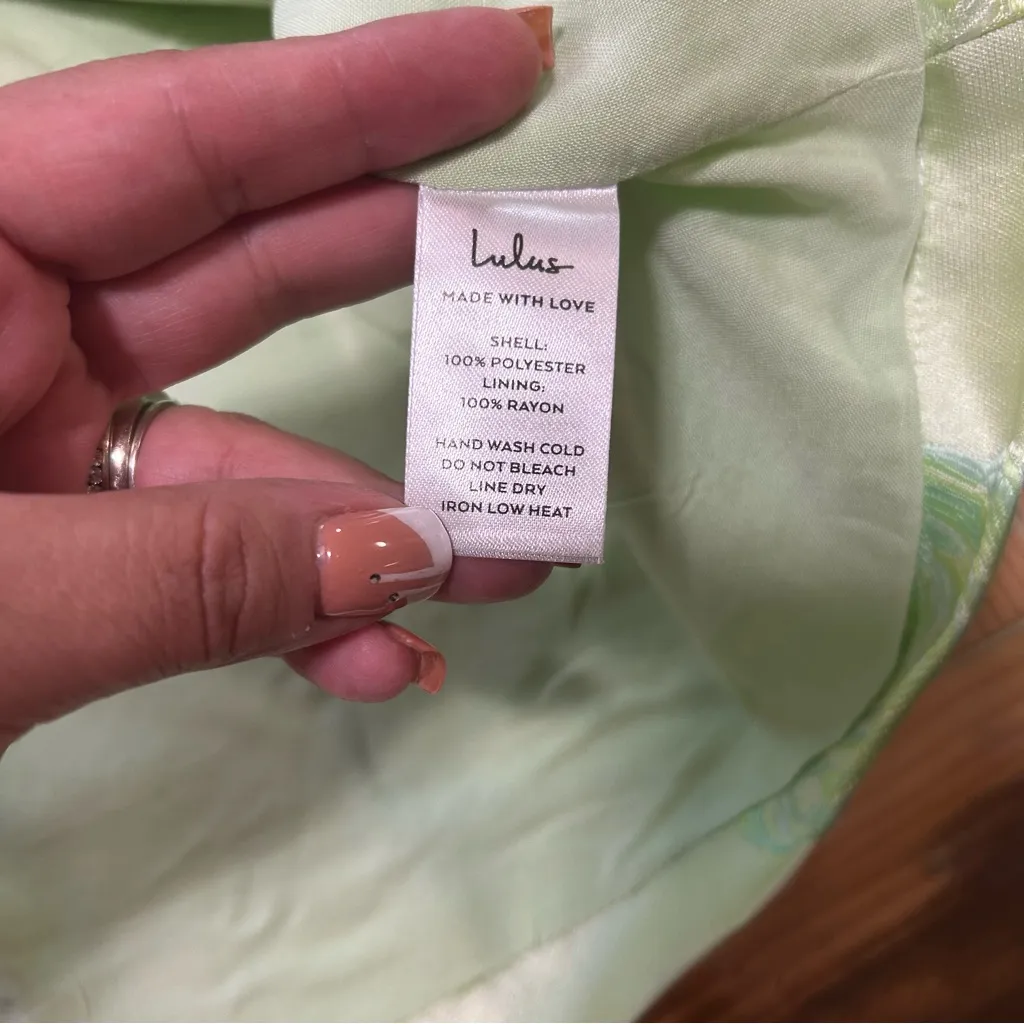 Lulus
MADE WITH LOVE
SHELL:
100% POLYESTER
LINING:
100% RAYON
HAND WASH COLD
DO NOT BLEACH
LINE DRY
IRON LOW HEAT